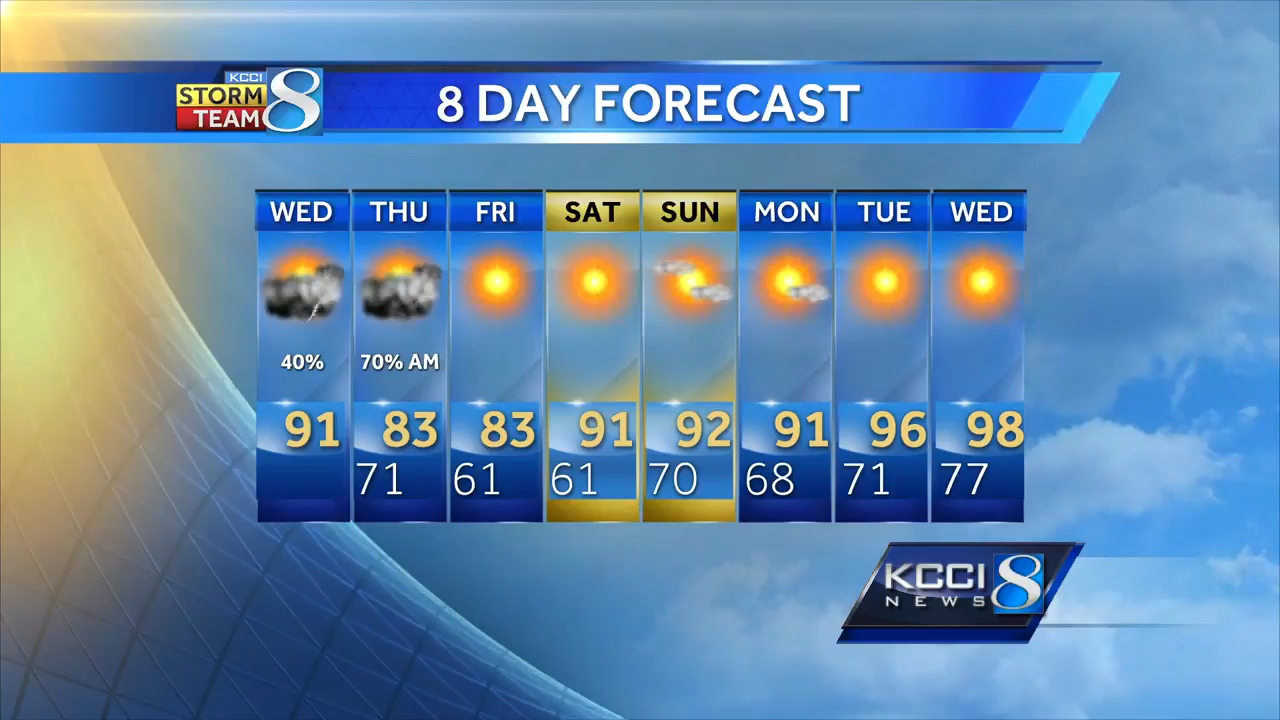 KCCI
STORM
TEAM 8
8 DAY FORECAST
WED THU FRI SAT SUN MON TUE WED
40% 70% AM
91 83 83 91 92 91 96 98
71 61 61 70 68 71 77
KCCI 8
NEWS